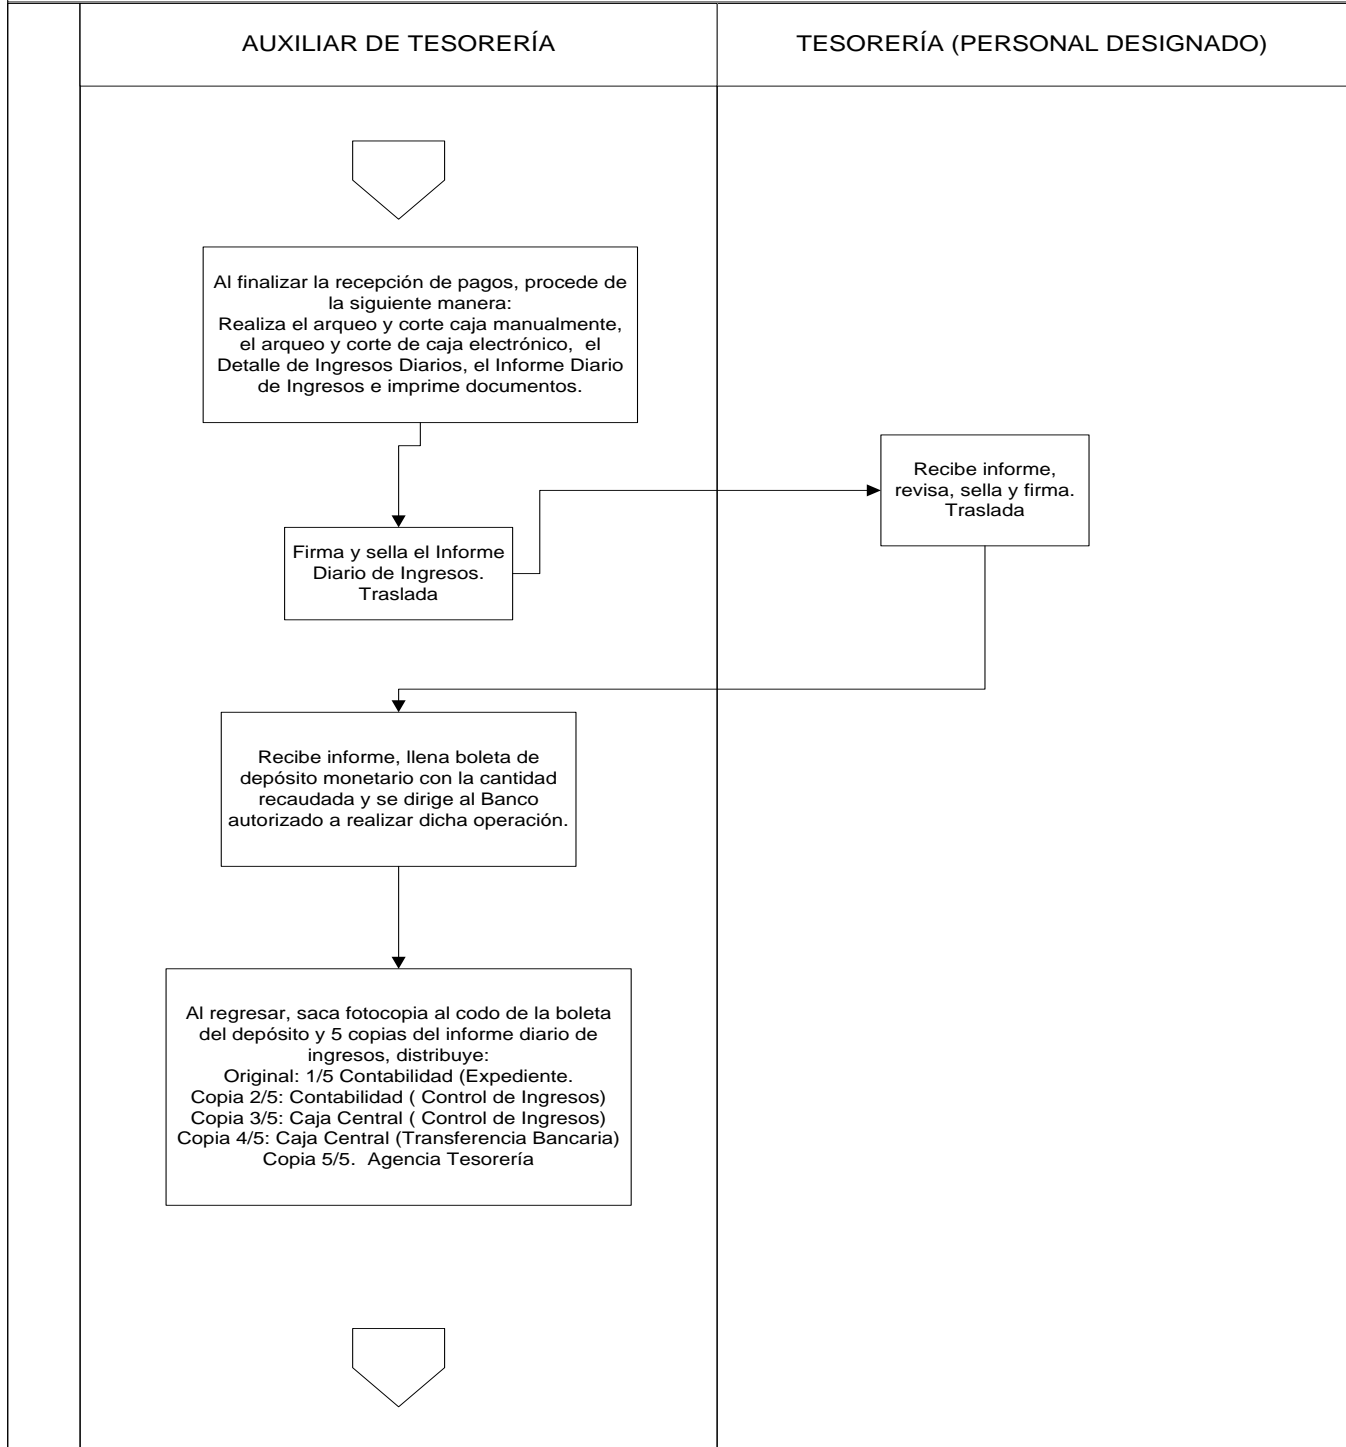 AUXILIAR DE TESORERÍA
TESORERÍA (PERSONAL DESIGNADO)
Al finalizar la recepción de pagos, procede de
la siguiente manera:
Realiza el arqueo y corte caja manualmente,
el arqueo y corte de caja electrónico, el
Detalle de Ingresos Diarios, el Informe Diario
de Ingresos e imprime documentos.
Firma y sella el Informe
Diario de Ingresos.
Traslada
Recibe informe,
revisa, sella y firma.
Traslada
Recibe informe, llena boleta de
depósito monetario con la cantidad
recaudada y se dirige al Banco
autorizado a realizar dicha operación.
Al regresar, saca fotocopia al codo de la boleta
del depósito y 5 copias del informe diario de
ingresos, distribuye:
Original: 1/5 Contabilidad (Expediente.
Copia 2/5: Contabilidad ( Control de Ingresos)
Copia 3/5: Caja Central ( Control de Ingresos)
Copia 4/5: Caja Central (Transferencia Bancaria)
Copia 5/5. Agencia Tesorería